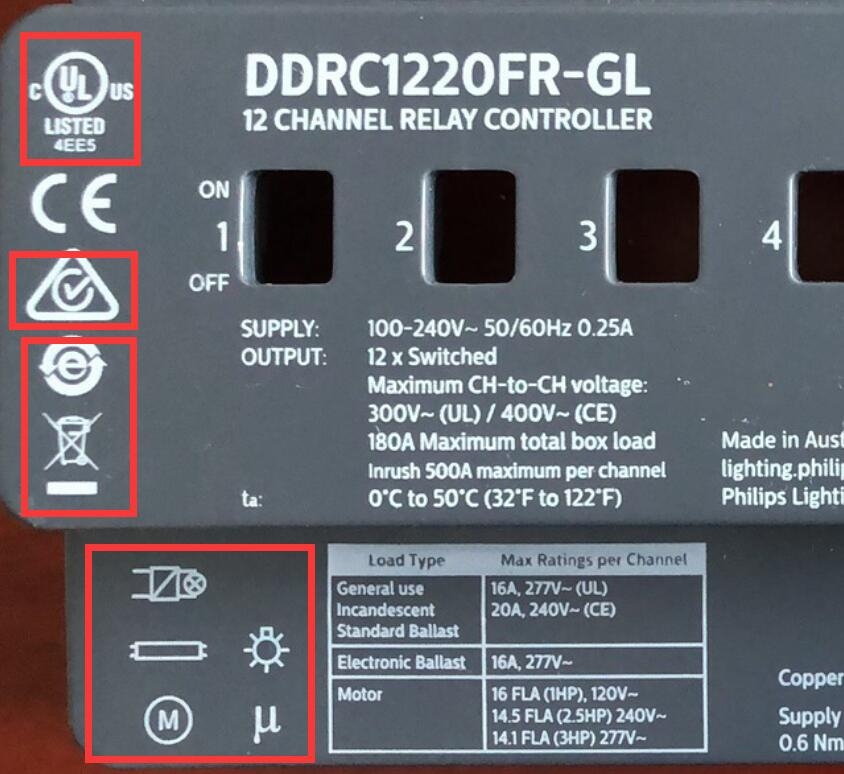 C UL US
LISTED
4EE5
CE
DDRC1220FR-GL
12 CHANNEL RELAY CONTROLLER
ON
1
OFF
2
3
4
SUPPLY: 100-240V~ 50/60Hz 0.25A
OUTPUT: 12 x Switched
Maximum CH-to-CH voltage:
300V~ (UL) / 400V~ (CE)
180A Maximum total box load
Inrush 500A maximum per channel
ta: 0°C to 50°C (32°F to 122°F)
Made in Aust
lighting.philip
Philips Lighti
e
M
μ
Load Type Max Ratings per Channel
General use
Incandescent
Standard Ballast
16A, 277V~ (UL)
20A, 240V~ (CE)
Electronic Ballast 16A, 277V~
Motor
16 FLA (1HP), 120V~
14.5 FLA (2.5HP) 240V~
14.1 FLA (3HP) 277V~
Copper
Supply
0.6 Nm